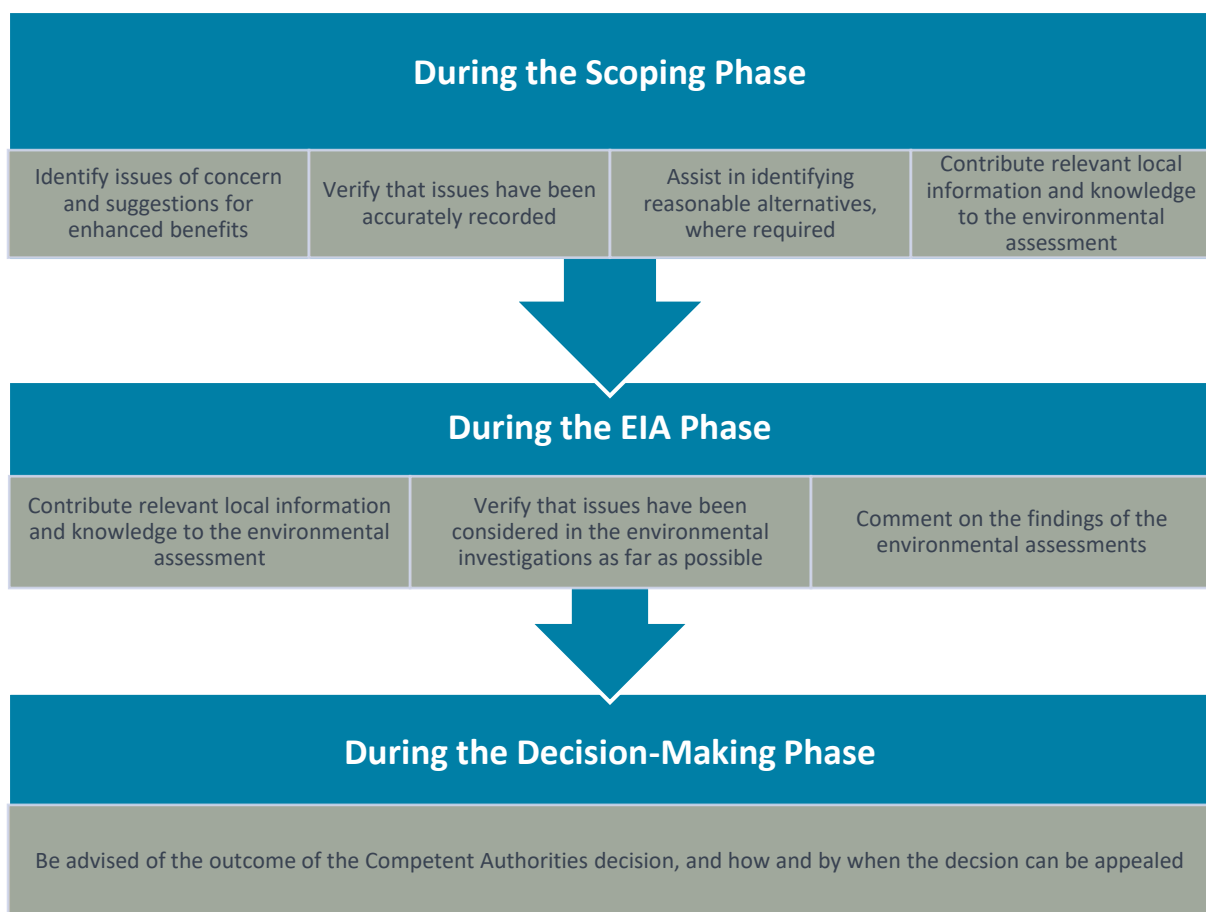 During the Scoping Phase
Identify issues of concern
and suggestions for
enhanced benefits
Verify that issues have been
accurately recorded
Assist in identifying
reasonable alternatives,
where required
Contribute relevant local
information and knowledge
to the environmental
assessment
During the EIA Phase
Contribute relevant local information
and knowledge to the environmental
assessment
Verify that issues have been
considered in the environmental
investigations as far as possible
Comment on the findings of the
environmental assessments
During the Decision-Making Phase
Be advised of the outcome of the Competent Authorities decision, and how and by when the decsion can be appealed